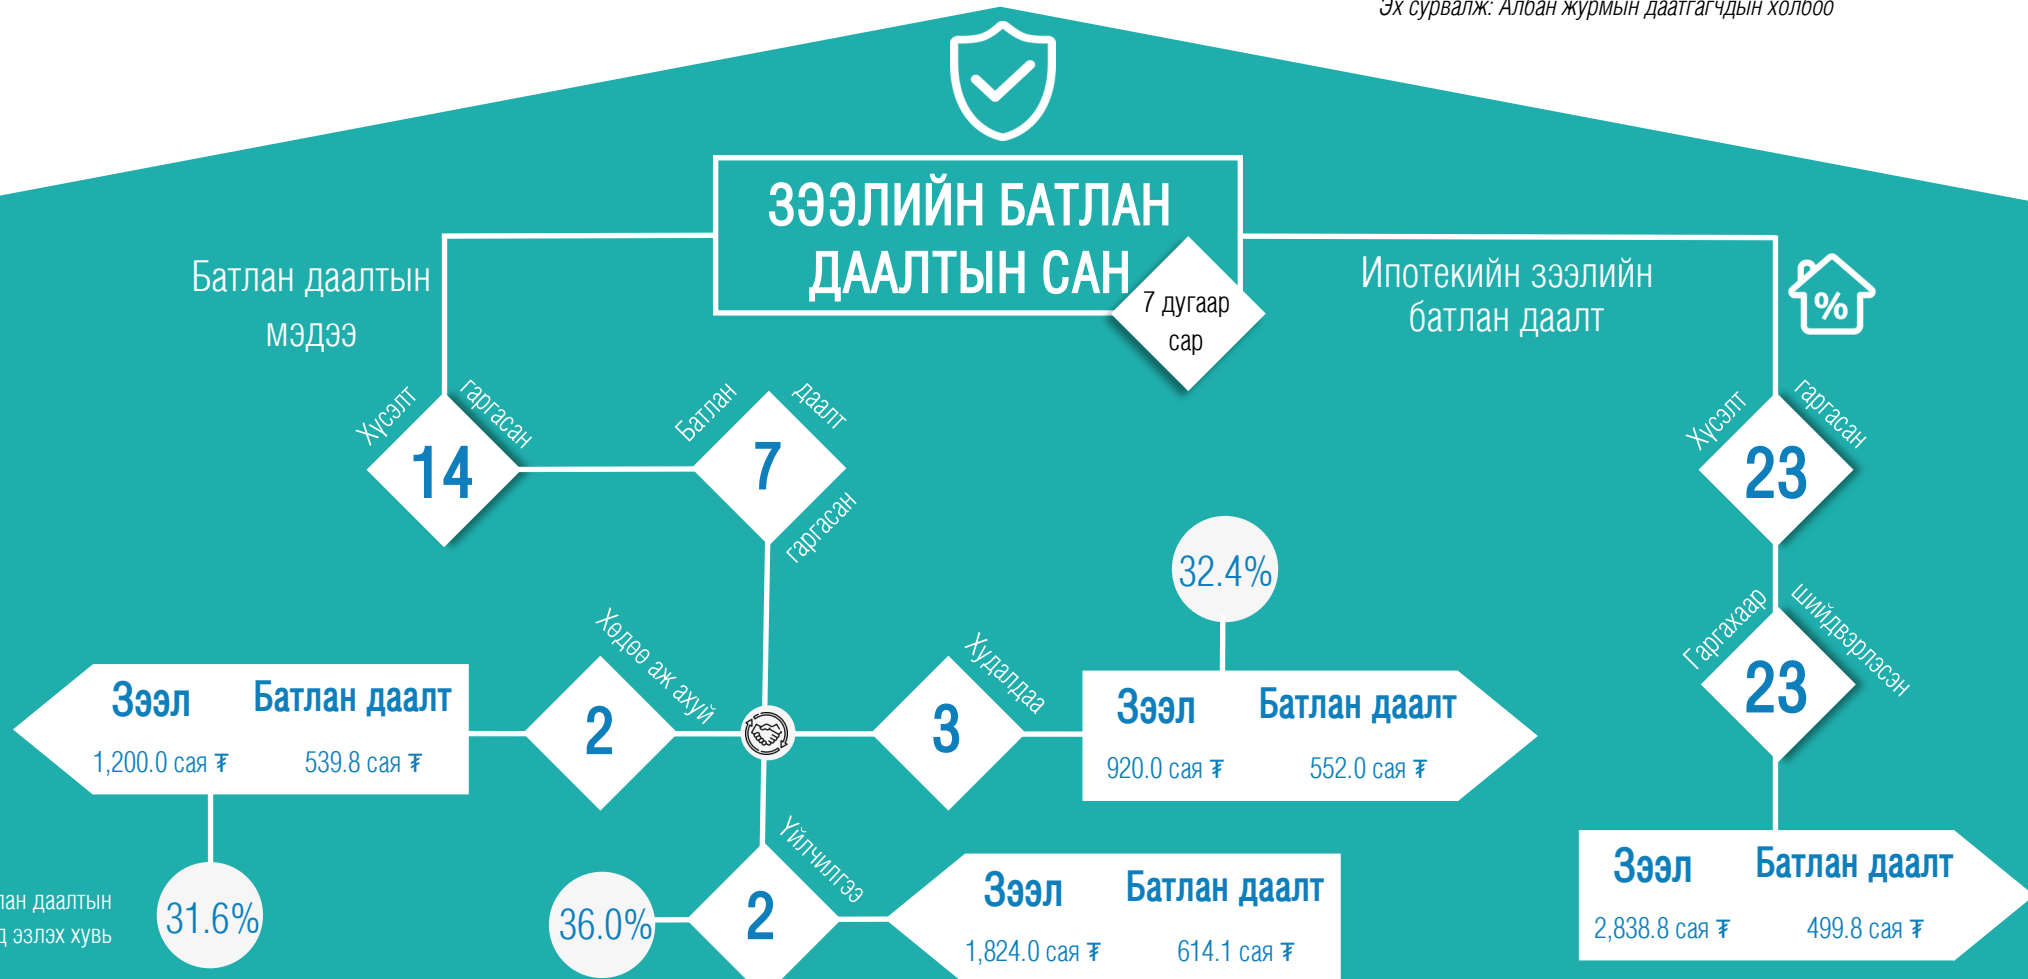 Эх сурвалж: Албан журмын даатгагчдын холбоо
ЗЭЭЛИЙН БАТЛАН
ДААЛТЫН САН
7 дугаар
сар
Батлан даалтын
мэдээ
Ипотекийн зээлийн
батлан даалт
%
Хүсэлт гаргасан
14
Батлан даалт гаргасан
7
Хүсэлт гаргасан
23
Гаргахаар шийдвэрлэсэн
23
32.4%
Хөдөө аж ахуй
2
Худалдаа
3
Зээл Батлан даалт
1,200.0 сая ₮ 539.8 сая ₮
Зээл Батлан даалт
920.0 сая ₮ 552.0 сая ₮
Үйлчилгээ
2
Зээл Батлан даалт
1,824.0 сая ₮ 614.1 сая ₮
Зээл Батлан даалт
2,838.8 сая ₮ 499.8 сая ₮
даалтын
эзлэх хувь
31.6%
36.0%